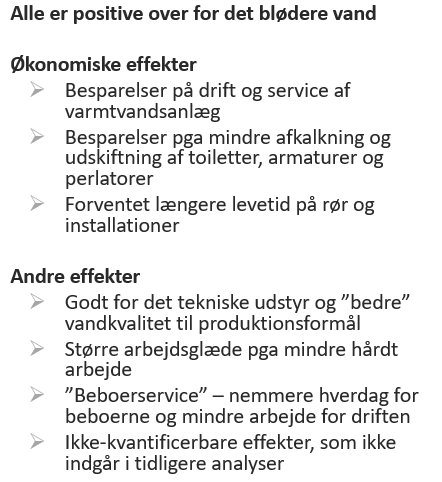 Alle er positive over for det blødere vand
Økonomiske effekter
Besparelser på drift og service af
varmtvandsanlæg
Besparelser pga mindre afkalkning og
udskiftning af toiletter, armaturer og
perlatorer
Forventet længere levetid på rør og
installationer
Andre effekter
Godt for det tekniske udstyr og ”bedre”
vandkvalitet til produktionsformål
Større arbejdsglæde pga mindre hårdt
arbejde
”Beboerservice” – nemmere hverdag for
beboerne og mindre arbejde for driften
Ikke-kvantificerbare effekter, som ikke
indgår i tidligere analyser